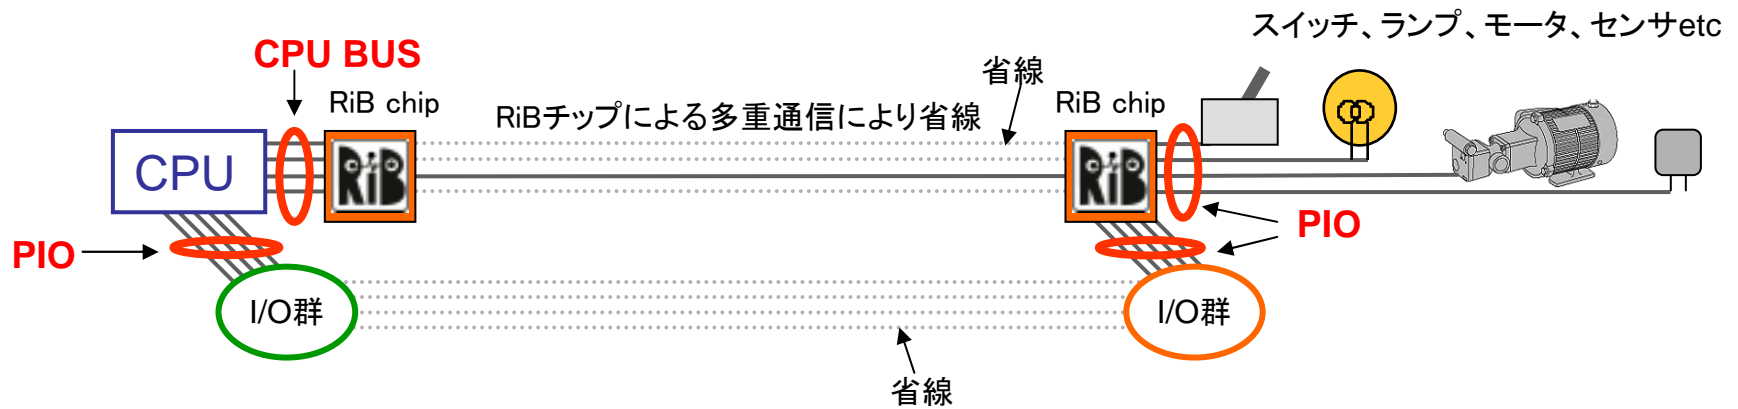 スイッチ、ランプ、モータ、センサetc
CPU BUS
省線
RiB chip
RiBチップによる多重通信により省線
RiB chip
CPU
RiB
RiB
PIO
PIO
I/O群
I/O群
省線